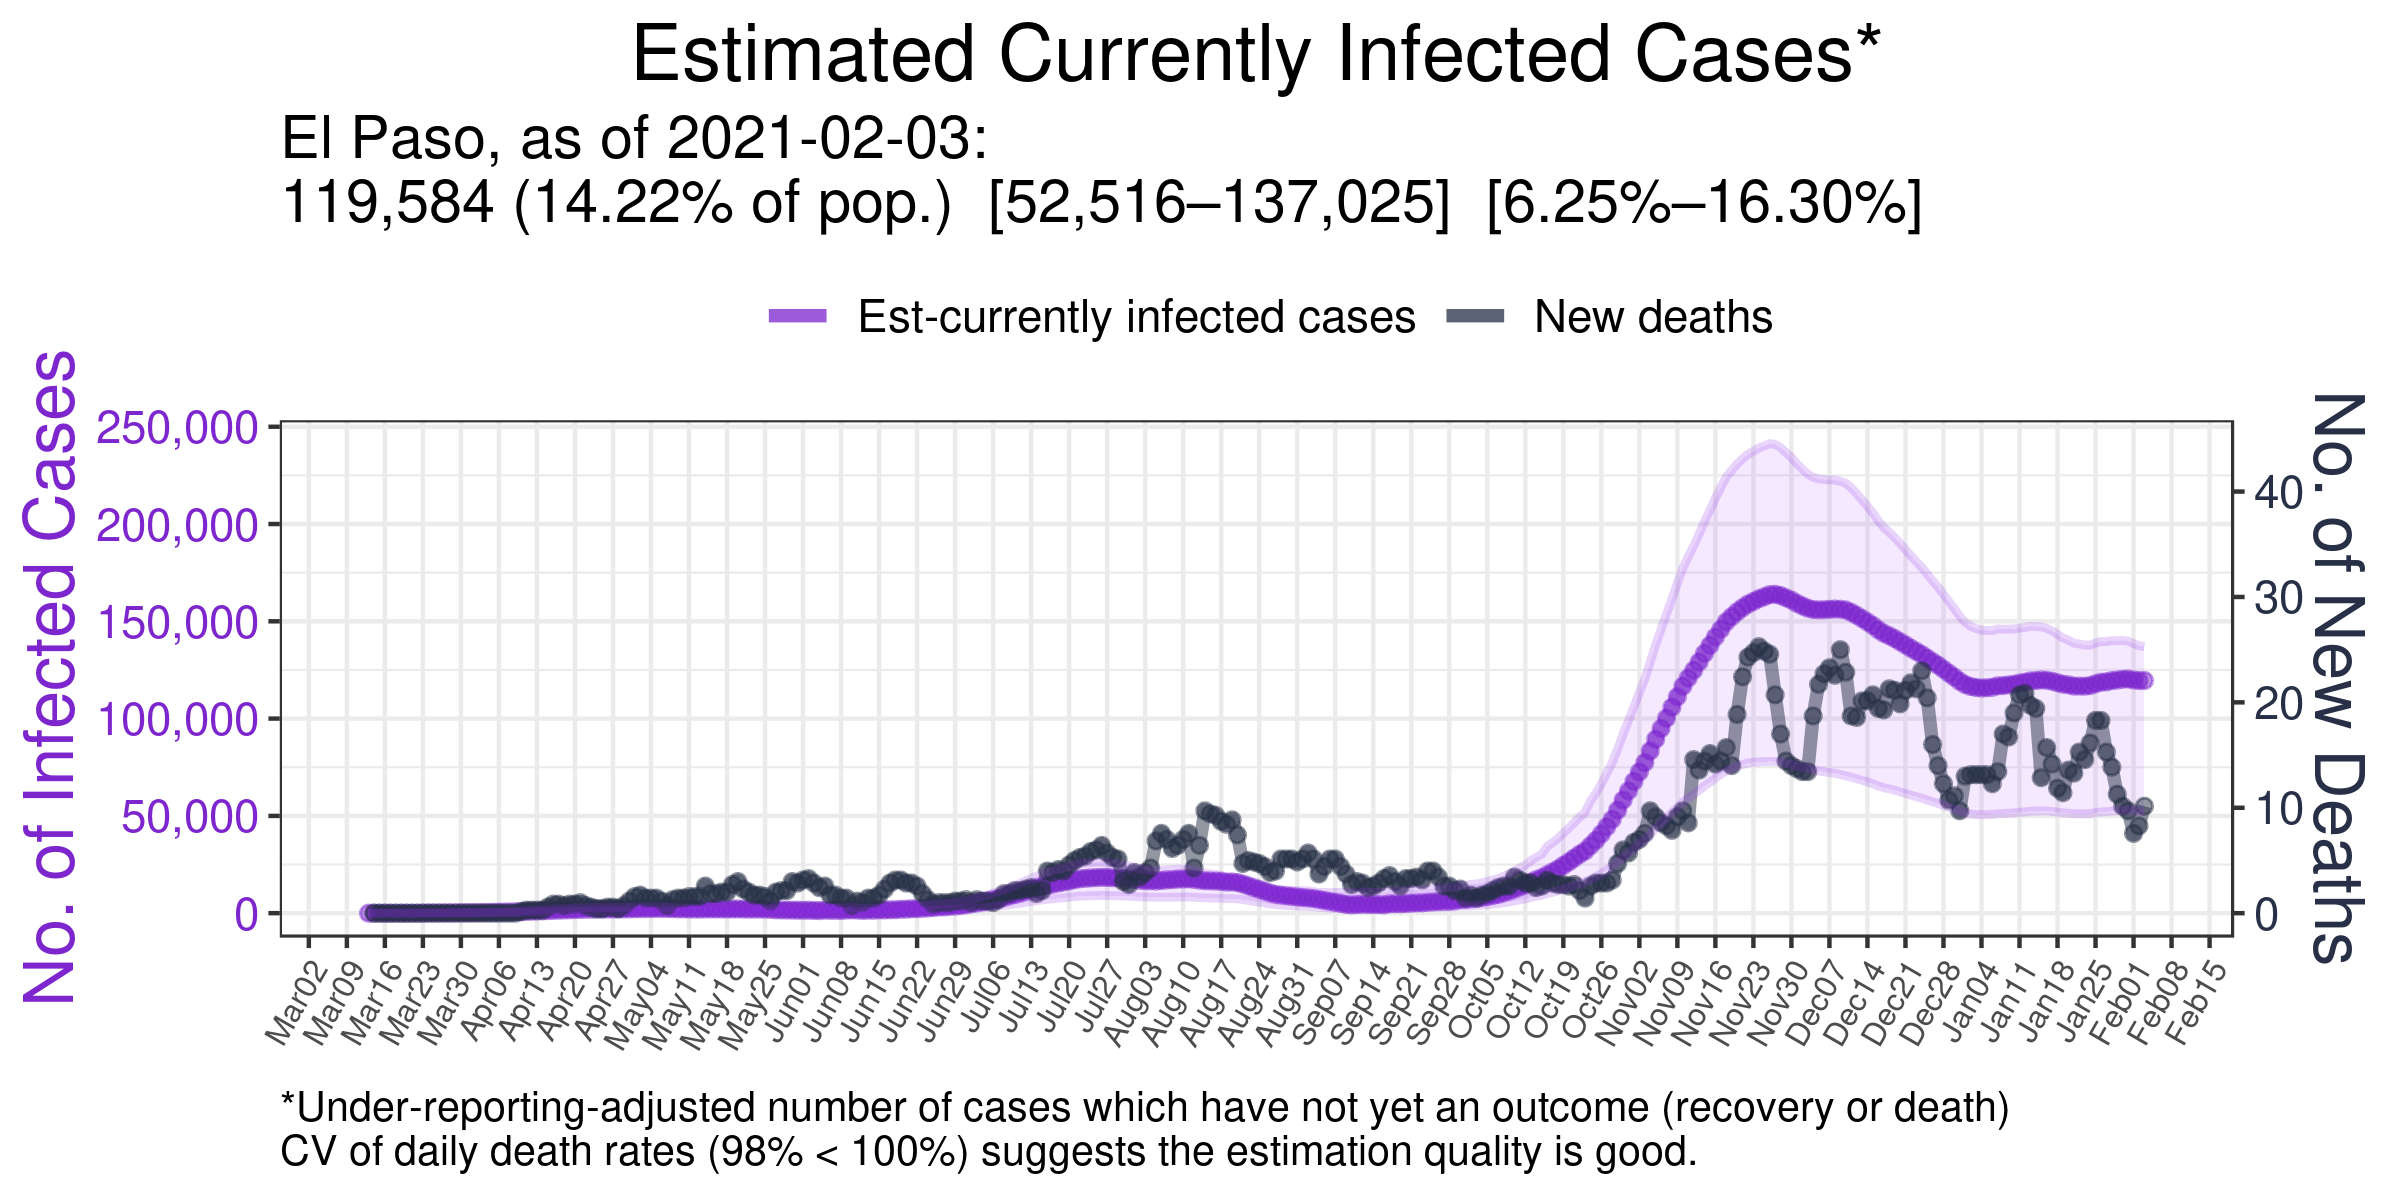 Estimated Currently Infected Cases*
El Paso, as of 2021-02-03:
119,584 (14.22% of pop.)  [52,516–137,025]  [6.25%–16.30%]
Est-currently infected cases
New deaths
No. of Infected Cases
250,000
200,000
150,000
100,000
50,000
0
No. of New Deaths
40
30
20
10
0
Mar02
Mar09
Mar16
Mar23
Mar30
Apr06
Apr13
Apr20
Apr27
May04
May11
May18
May25
Jun01
Jun08
Jun15
Jun22
Jun29
Jul06
Jul13
Jul20
Jul27
Aug03
Aug10
Aug17
Aug24
Aug31
Sep07
Sep14
Sep21
Sep28
Oct05
Oct12
Oct19
Oct26
Nov02
Nov09
Nov16
Nov23
Nov30
Dec07
Dec14
Dec21
Dec28
Jan04
Jan11
Jan18
Jan25
Feb01
Feb08
Feb15
*Under-reporting-adjusted number of cases which have not yet an outcome (recovery or death)
CV of daily death rates (98% < 100%) suggests the estimation quality is good.